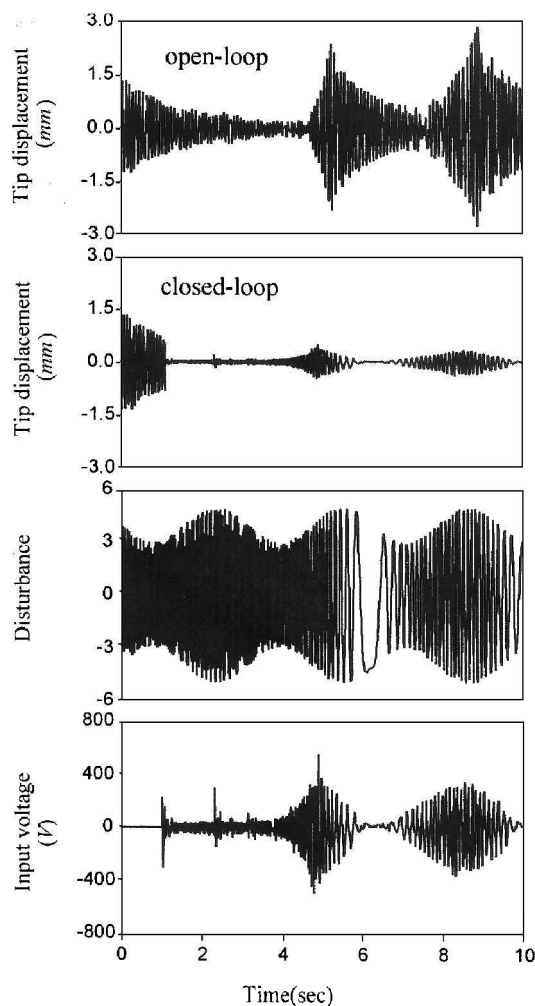 Tip displacement
(mm)
3.0
1.5
0.0
-1.5
-3.0
open-loop
Tip displacement
(mm)
3.0
1.5
0.0
-1.5
-3.0
closed-loop
Disturbance
6
3
0
-3
-6
Input voltage
(V)
800
400
0
-400
-800
0 2 4 6 8 10
Time(sec)